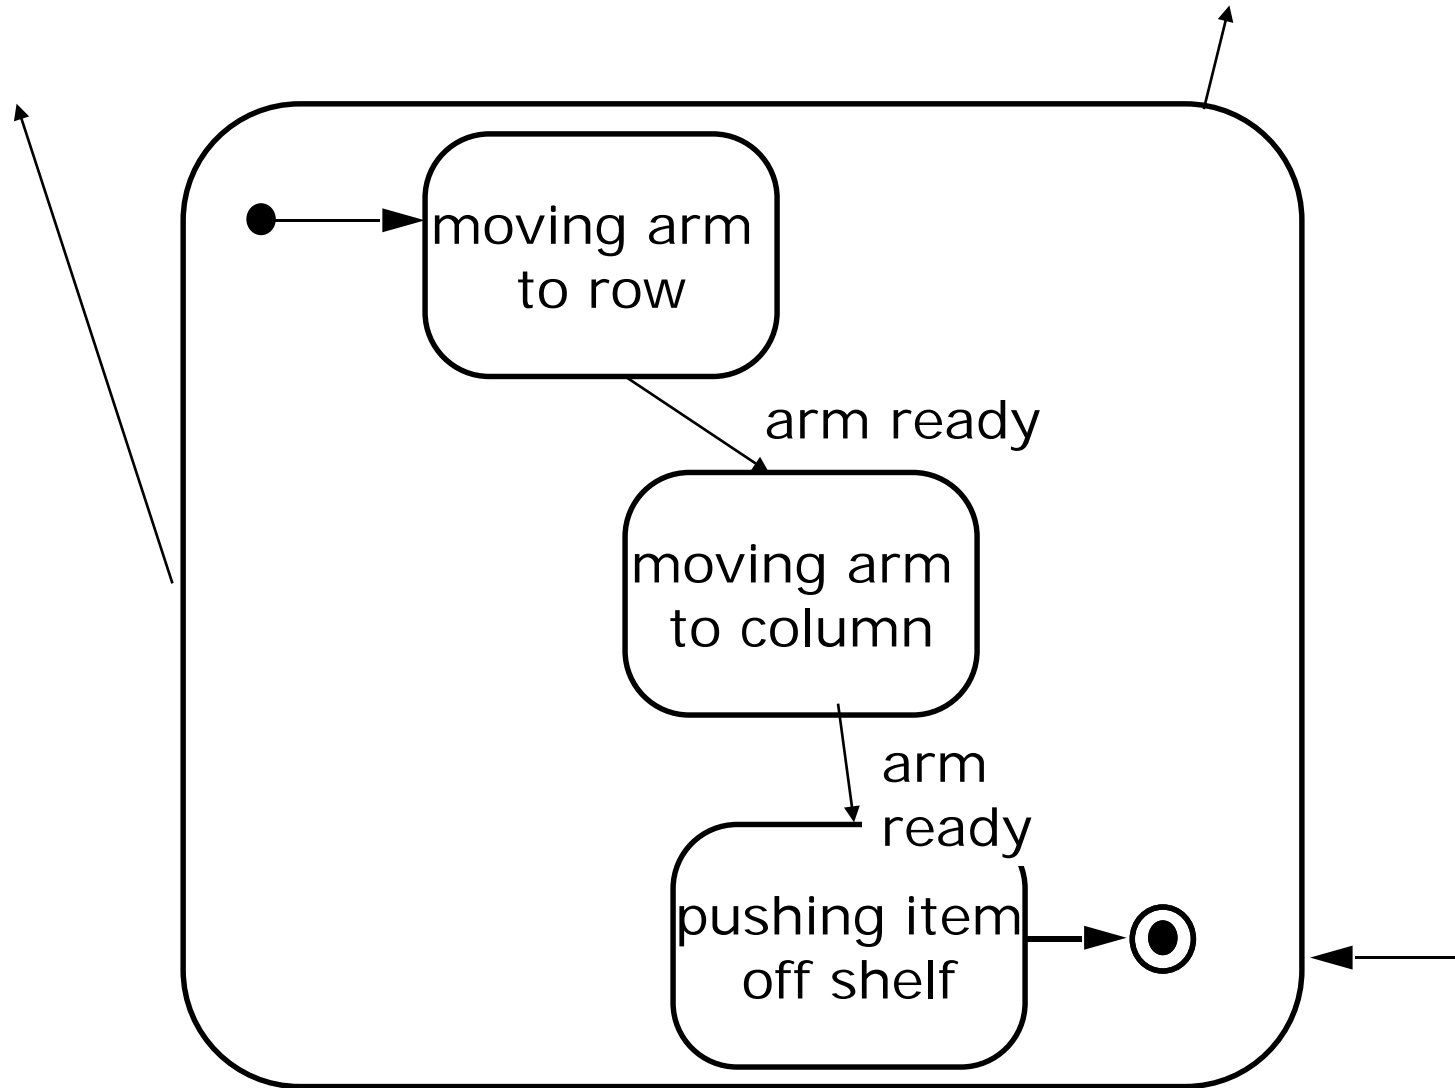 moving arm
to row
arm ready
moving arm
to column
arm
ready
pushing item
off shelf